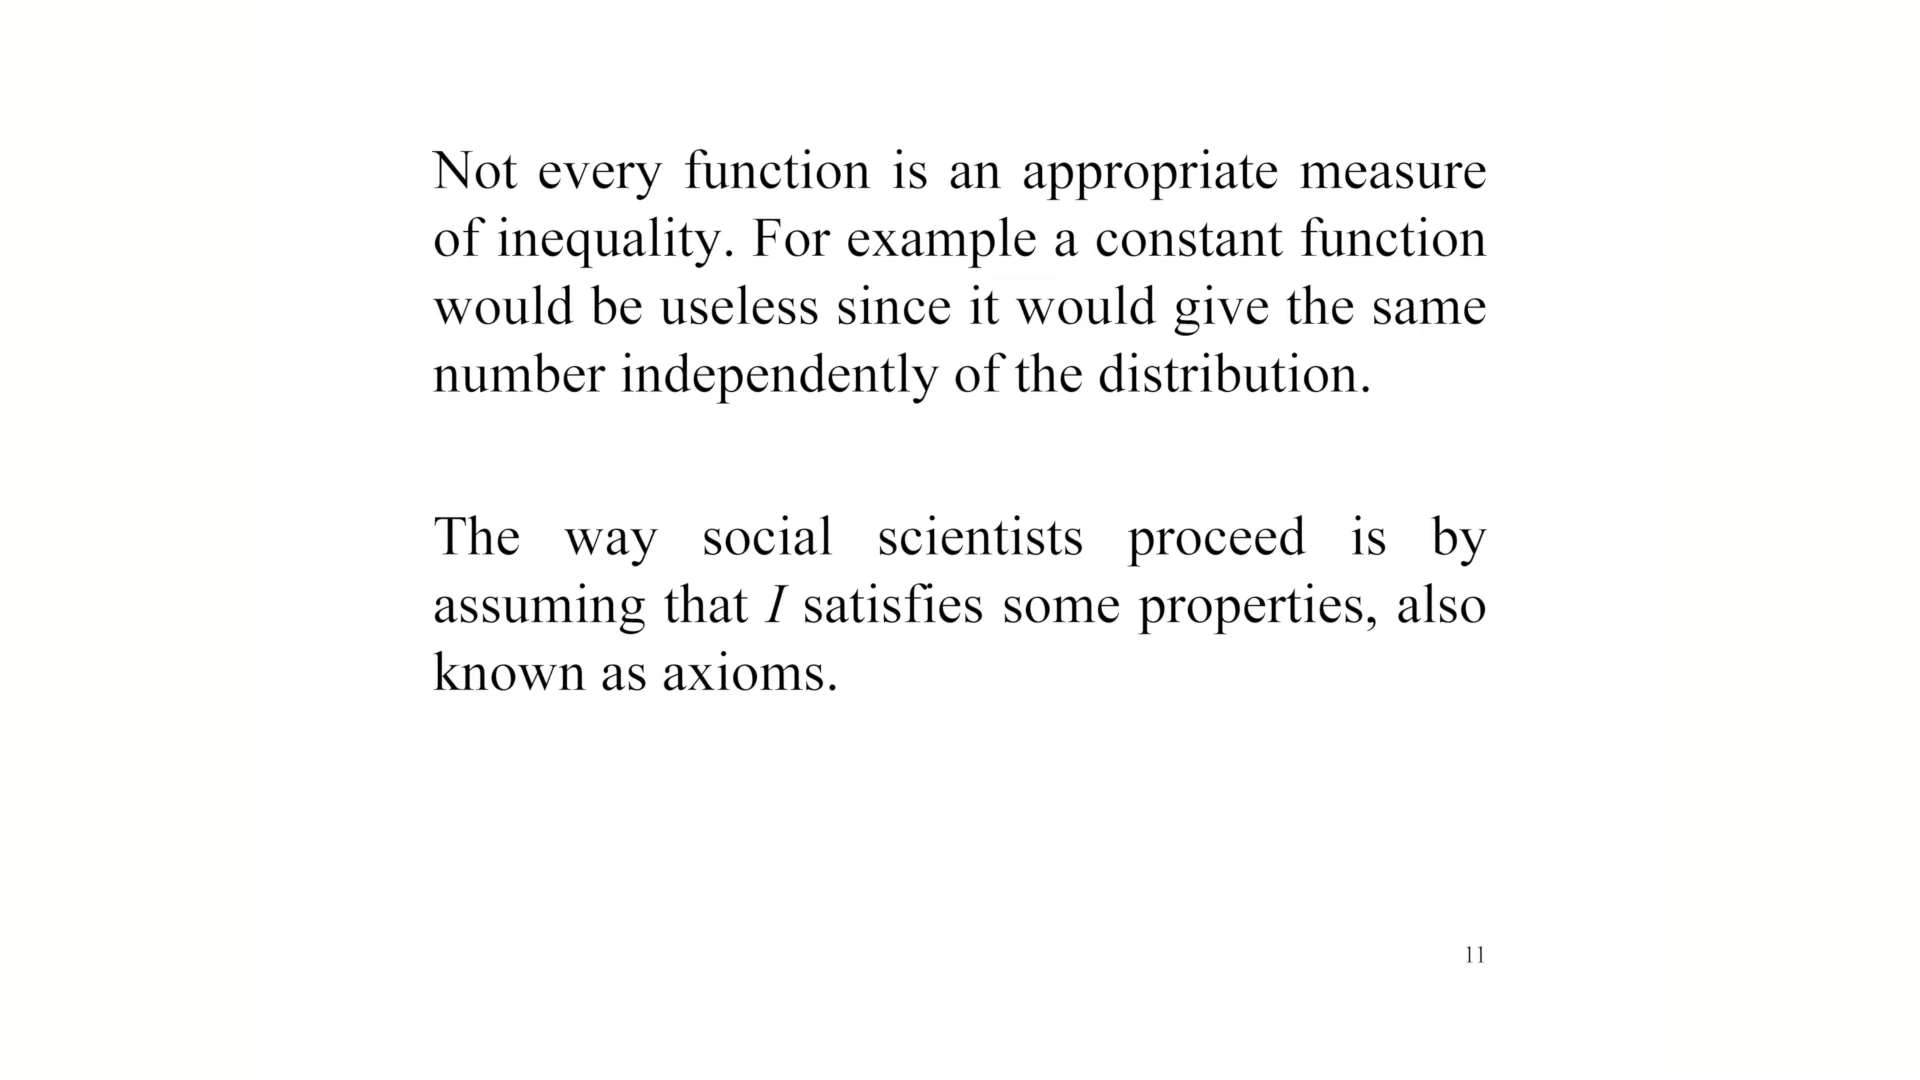 Not every function is an appropriate measure
of inequality. For example a constant function
would be useless since it would give the same
number independently of the distribution.
The way social scientists proceed is by
assuming that I satisfies some properties, also
known as axioms.
11